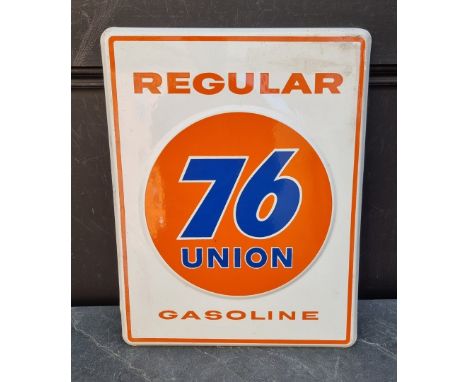 REGULAR
76
UNION
GASOLINE